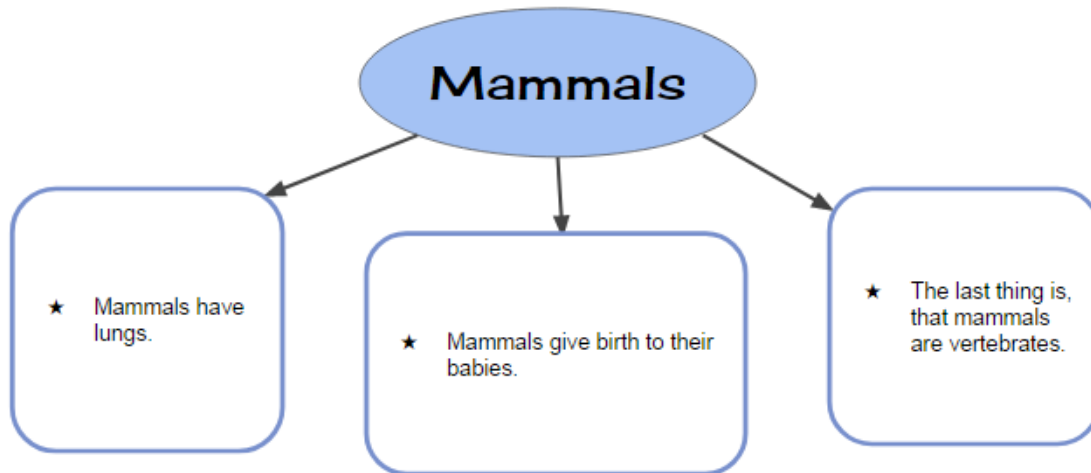 Mammals
★ Mammals have
lungs.
★ Mammals give birth to their
babies.
★ The last thing is,
that mammals
are vertebrates.